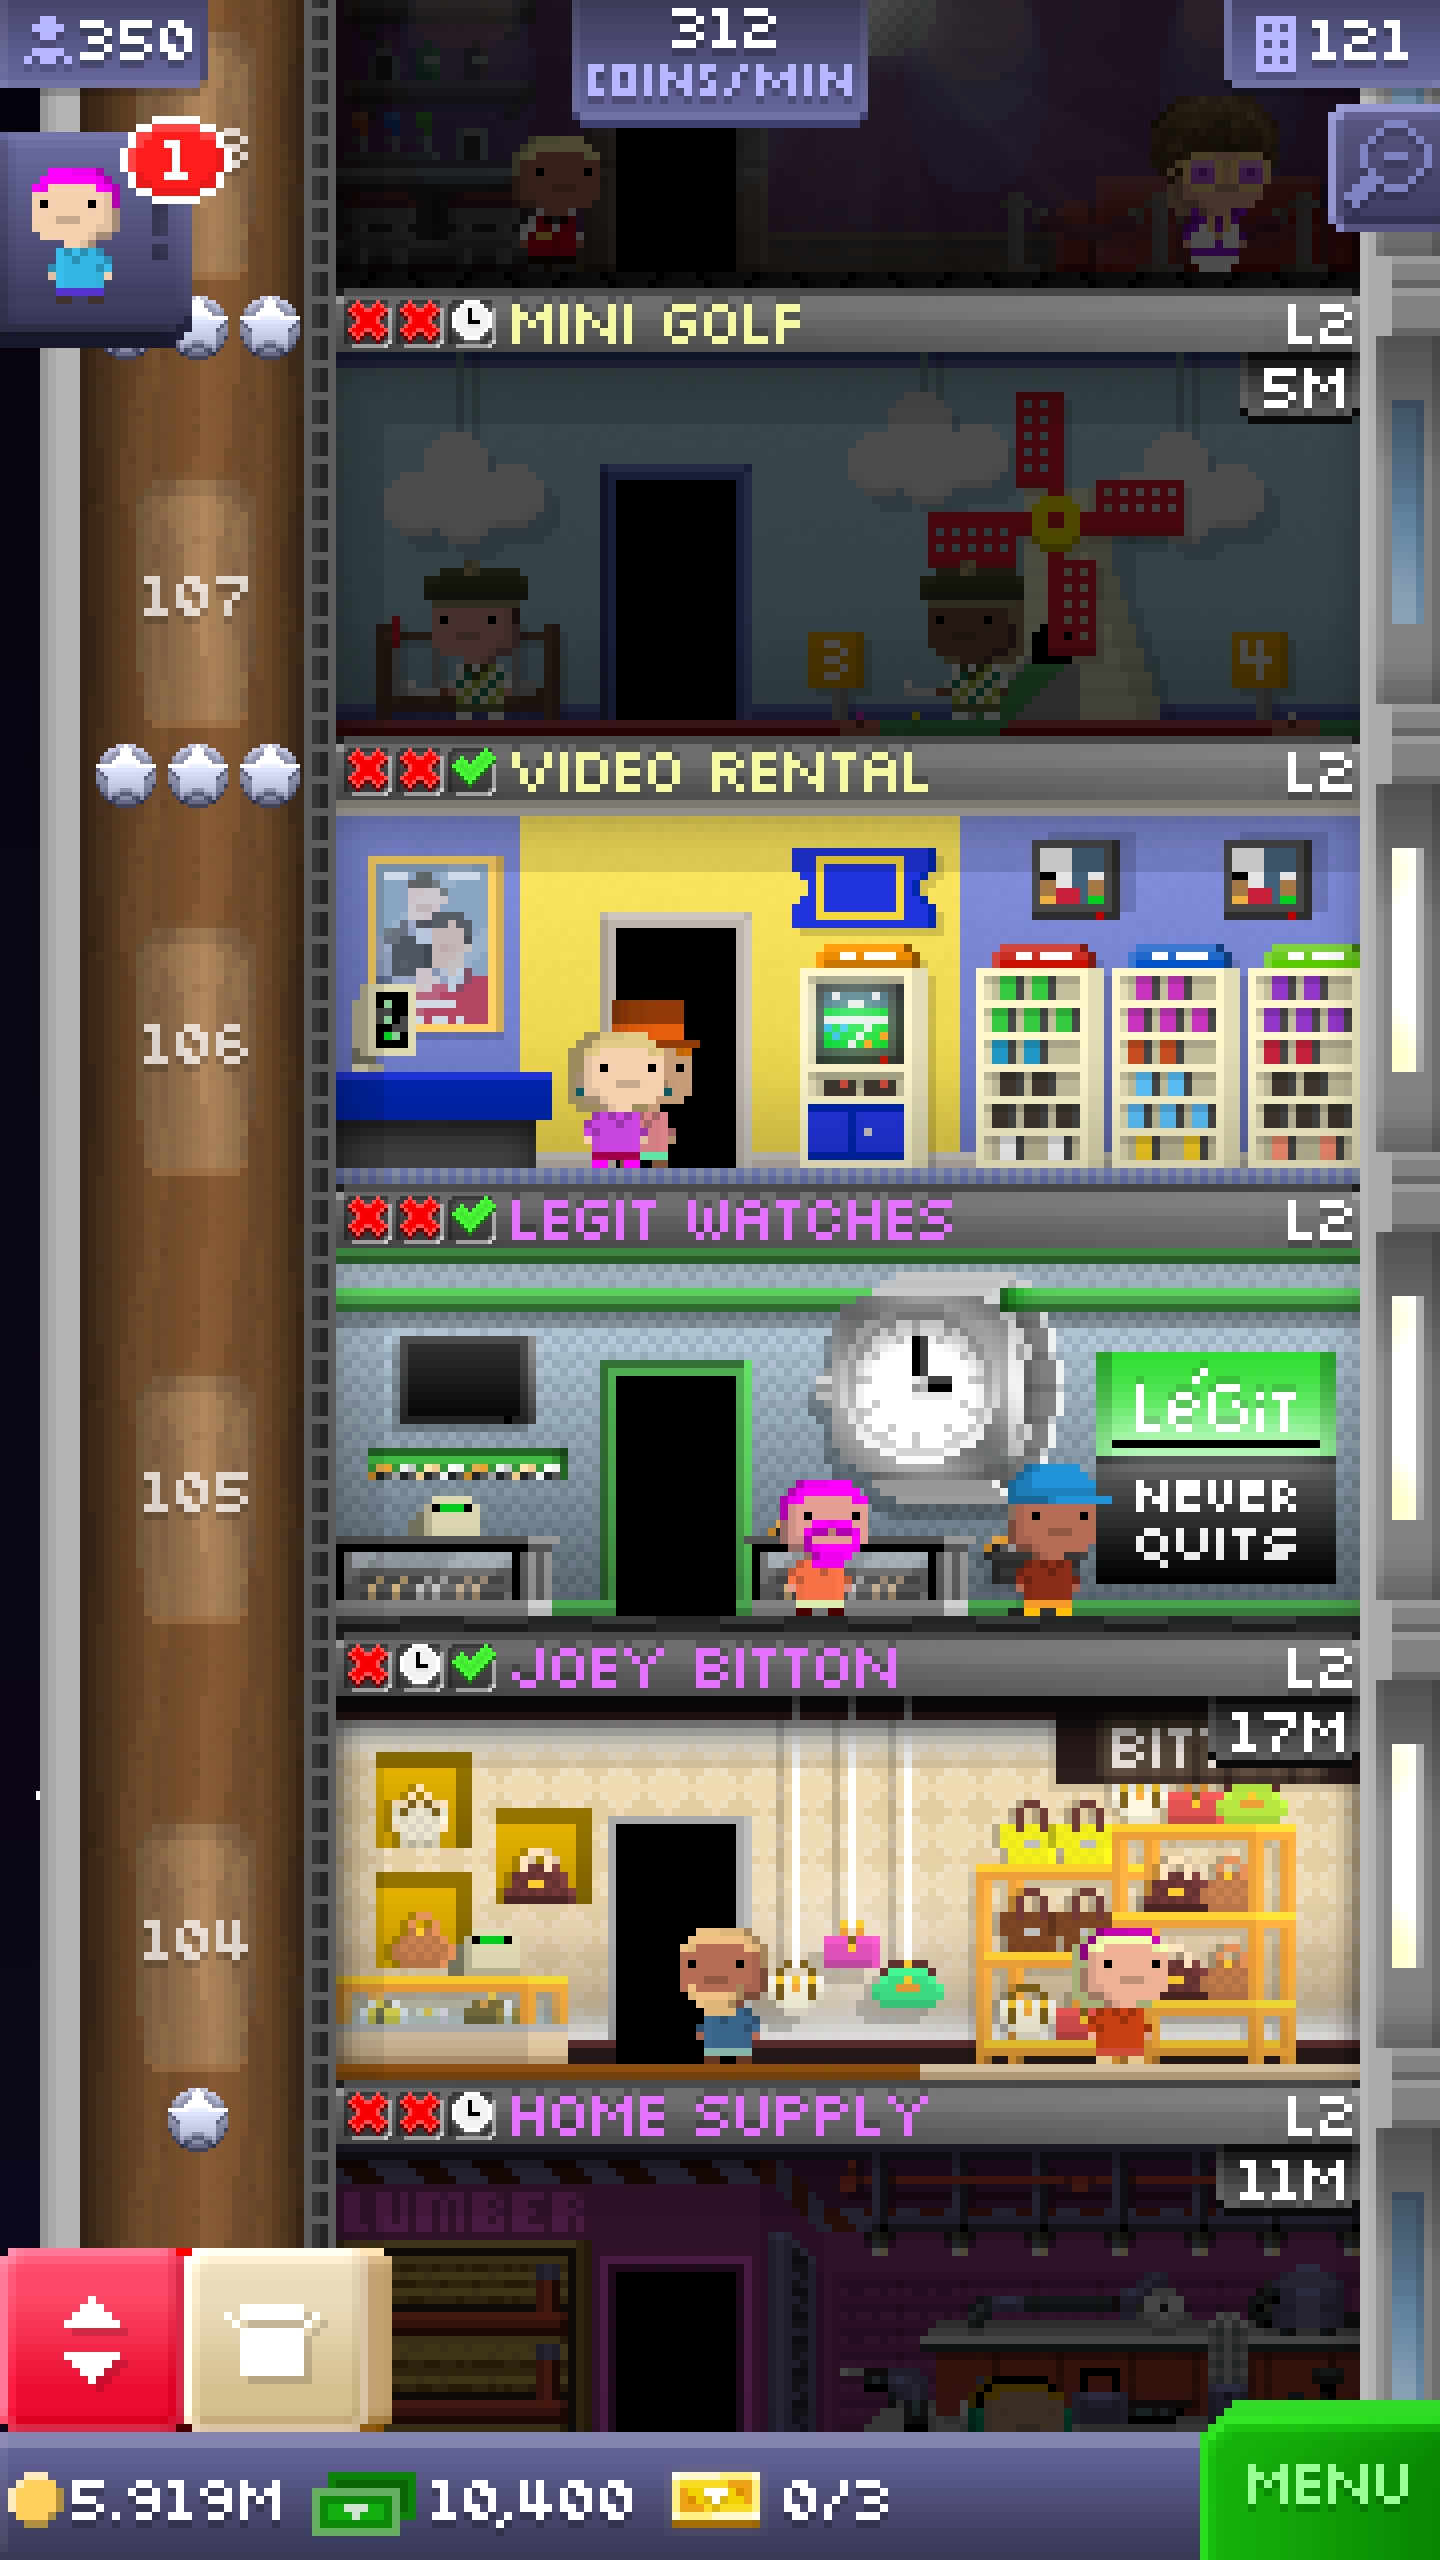 350
312
COINS/MIN
121
1
MINI GOLF
L2
5M
107
3
4
VIDEO RENTAL
L2
106
LEGIT WATCHES
L2
LéGiT
NEVER
QUITS
105
JOEY BITTON
L2
17M
BIT
104
HOME SUPPLY
L2
11M
LUMBER
5.919M
10,400
0/3
MENU